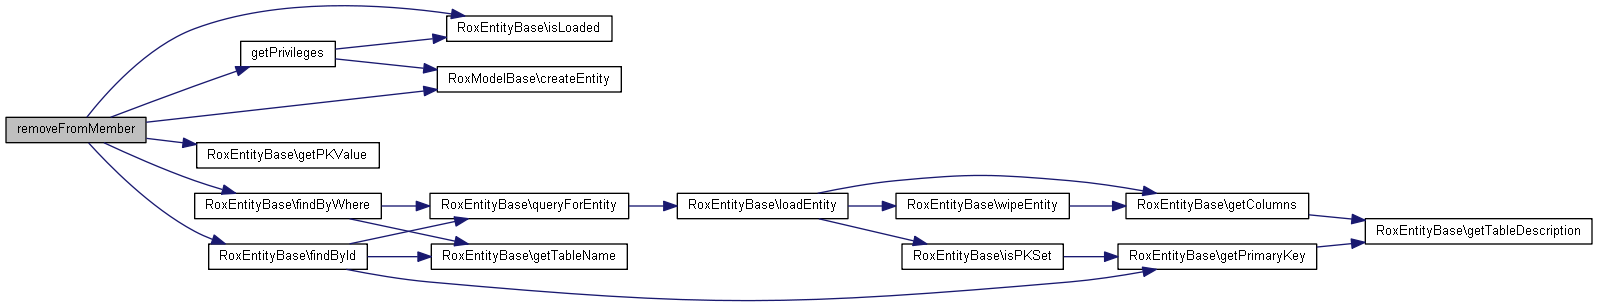 RoxEntityBase\isLoaded
getPrivileges
RoxModelBase\createEntity
removeFromMember
RoxEntityBase\getPKValue
RoxEntityBase\findByWhere
RoxEntityBase\queryForEntity
RoxEntityBase\loadEntity
RoxEntityBase\wipeEntity
RoxEntityBase\getColumns
RoxEntityBase\getTableDescription
RoxEntityBase\findById
RoxEntityBase\getTableName
RoxEntityBase\isPKSet
RoxEntityBase\getPrimaryKey